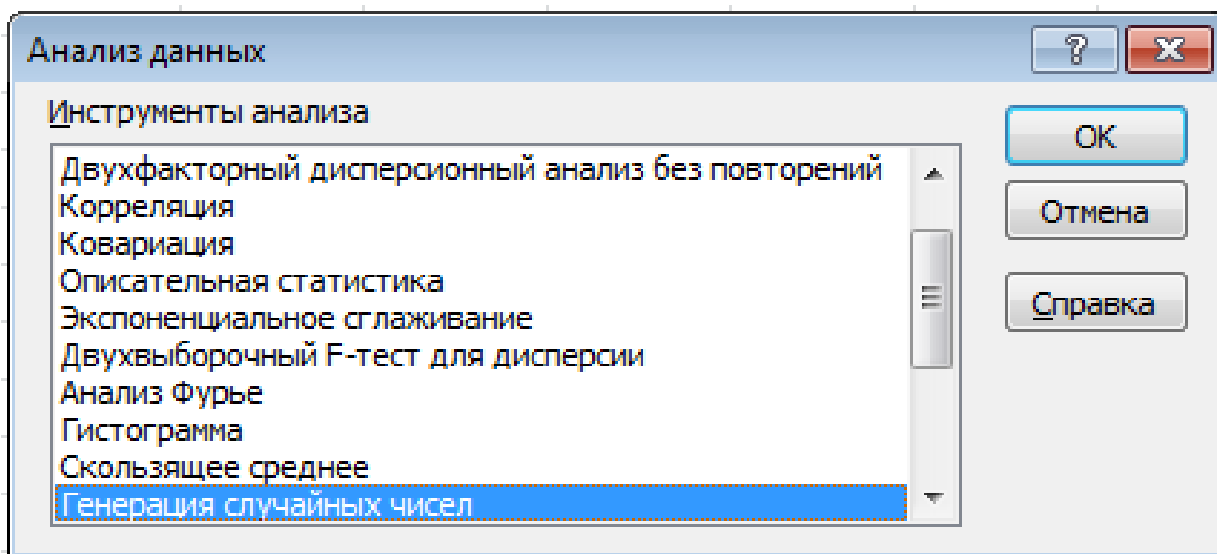 Анализ данных
Инструменты анализа
Двухфакторный дисперсионный анализ без повторений
Корреляция
Ковариация
Описательная статистика
Экспоненциальное сглаживание
Двухвыборочный F-тест для дисперсии
Анализ Фурье
Гистограмма
Скользящее среднее
Генерация случайных чисел
ОК
Отмена
Справка